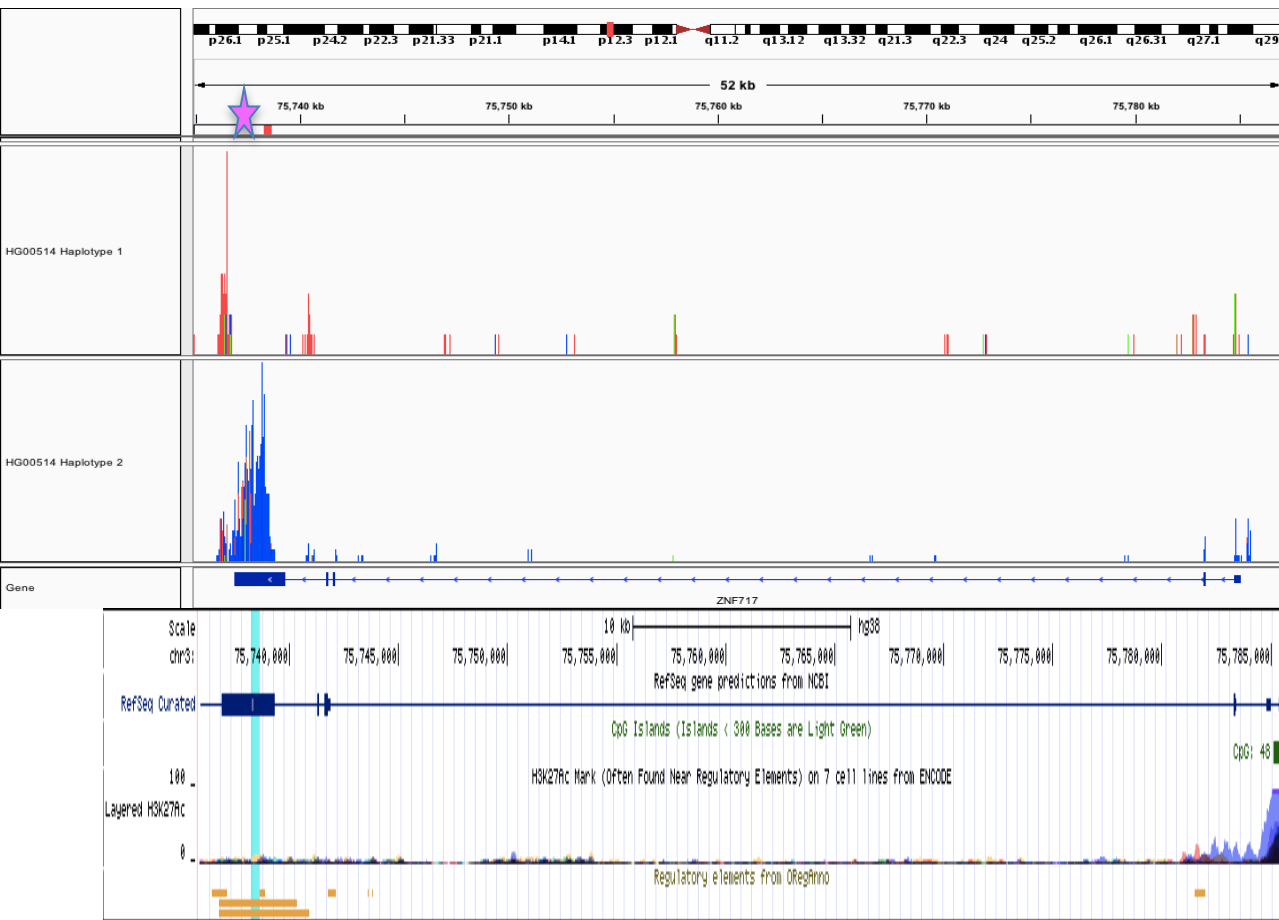 p26.1 p25.1 p24.2 p22.3 p21.33 p21.1 p14.1 p12.3 p12.1 q11.2 q13.12 q13.32 q21.3 q22.3 q24 q25.2 q26.1 q26.31 q27.1 q29
52 kb
75,740 kb 75,750 kb 75,760 kb 75,770 kb 75,780 kb
HG00514 Haplotype 1
HG00514 Haplotype 2
Gene
ZNF717
Scale 10 kb hg38
chr3: 75,740,000 75,745,000 75,750,000 75,755,000 75,760,000 75,765,000 75,770,000 75,775,000 75,780,000 75,785,000
RefSeq gene predictions from NCBI
RefSeq Curated
CpG Islands (Islands < 300 Bases are Light Green)
CpG: 48
100 _ H3K27Ac Mark (Often Found Near Regulatory Elements) on 7 cell lines from ENCODE
Layered H3K27Ac
0 _
Regulatory elements from ORegAnno